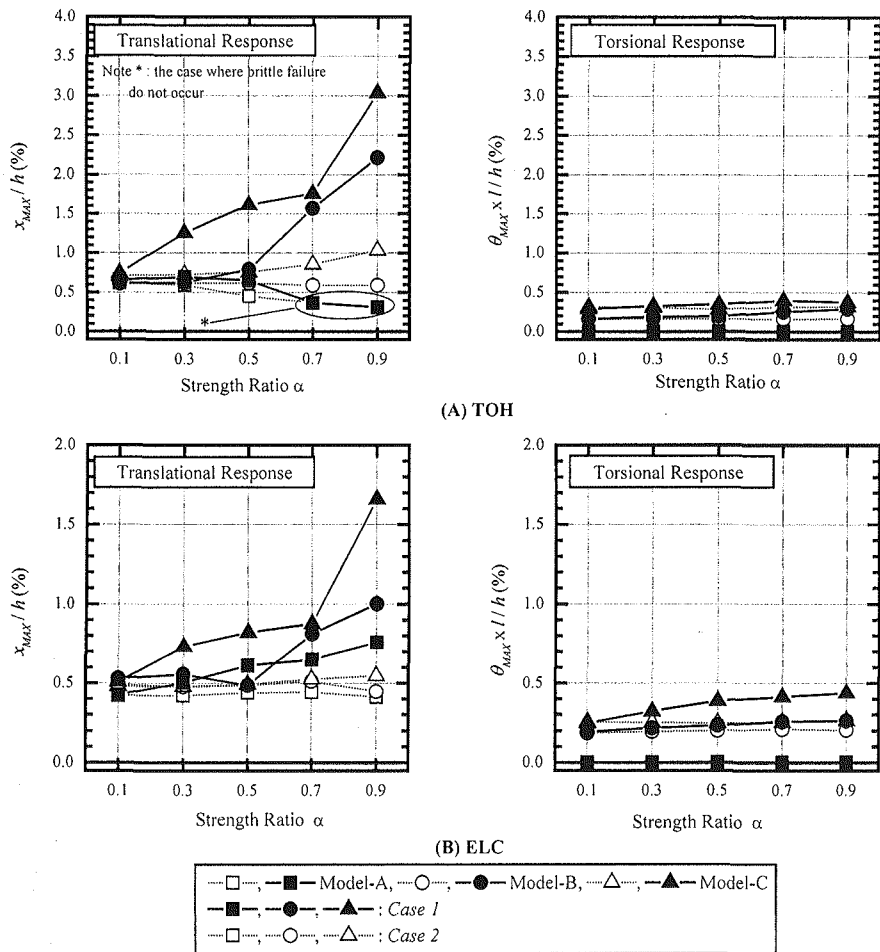 Translational Response
Note * : the case where brittle failure
do not occur
4.0
3.5
3.0
2.5
2.0
1.5
1.0
0.5
0.0
x_MAX / h (%)
*
0.1 0.3 0.5 0.7 0.9
Strength Ratio α
Torsional Response
4.0
3.5
3.0
2.5
2.0
1.5
1.0
0.5
0.0
θ_MAX x l / h (%)
0.1 0.3 0.5 0.7 0.9
Strength Ratio α
(A) TOH
Translational Response
2.0
1.5
1.0
0.5
0.0
x_MAX / h (%)
0.1 0.3 0.5 0.7 0.9
Strength Ratio α
Torsional Response
2.0
1.5
1.0
0.5
0.0
θ_MAX x l / h (%)
0.1 0.3 0.5 0.7 0.9
Strength Ratio α
(B) ELC
, Model-A, , Model-B, , Model-C
, , : Case 1
, , : Case 2